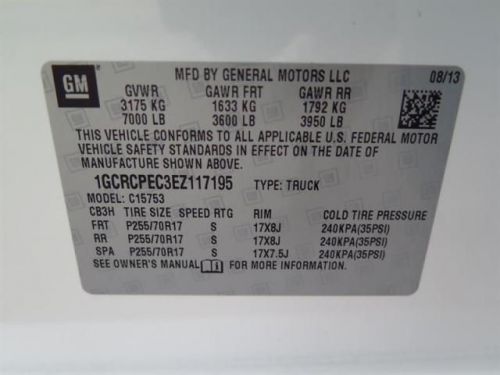 GM
MFD BY GENERAL MOTORS LLC 08/13
GVWR GAWR FRT GAWR RR
3175 KG 1633 KG 1792 KG
7000 LB 3600 LB 3950 LB
THIS VEHICLE CONFORMS TO ALL APPLICABLE U.S. FEDERAL MOTOR
VEHICLE SAFETY STANDARDS IN EFFECT ON THE DATE OF
MANUFACTURE SHOWN ABOVE.
1GCRCPEC3EZ117195 TYPE: TRUCK
MODEL: C15753
CB3H TIRE SIZE SPEED RTG RIM COLD TIRE PRESSURE
FRT P255/70R17 S 17X8J 240KPA(35PSI)
RR P255/70R17 S 17X8J 240KPA(35PSI)
SPA P255/70R17 S 17X7.5J 240KPA(35PSI)
SEE OWNER'S MANUAL FOR MORE INFORMATION.